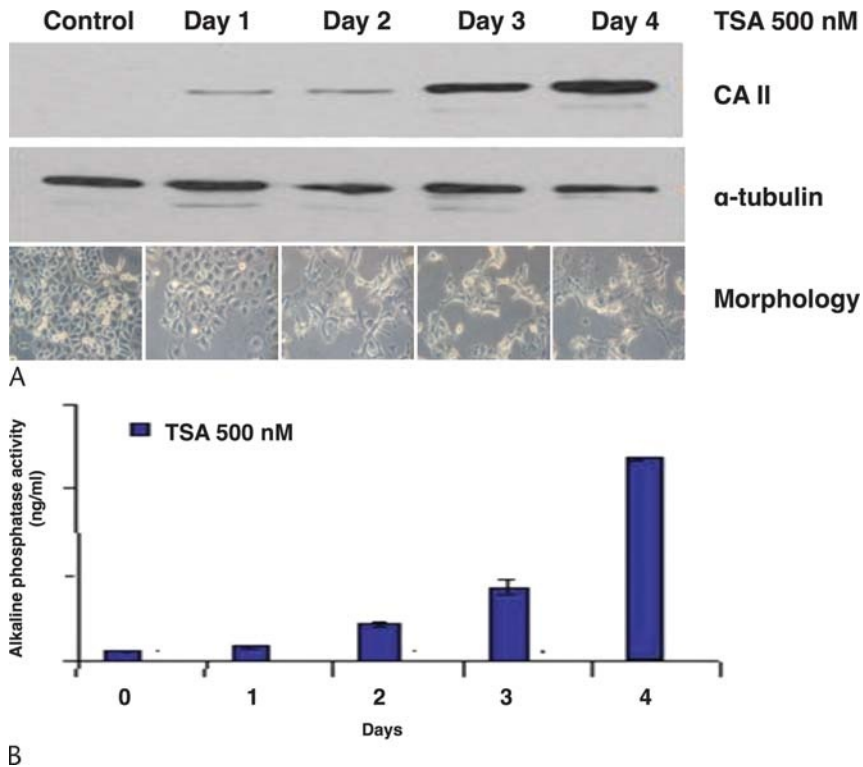 Control Day 1 Day 2 Day 3 Day 4 TSA 500 nM
CA II
α-tubulin
Morphology
A
Alkaline phosphatase activity
(ng/ml)
TSA 500 nM
0 1 2 3 4
Days
B